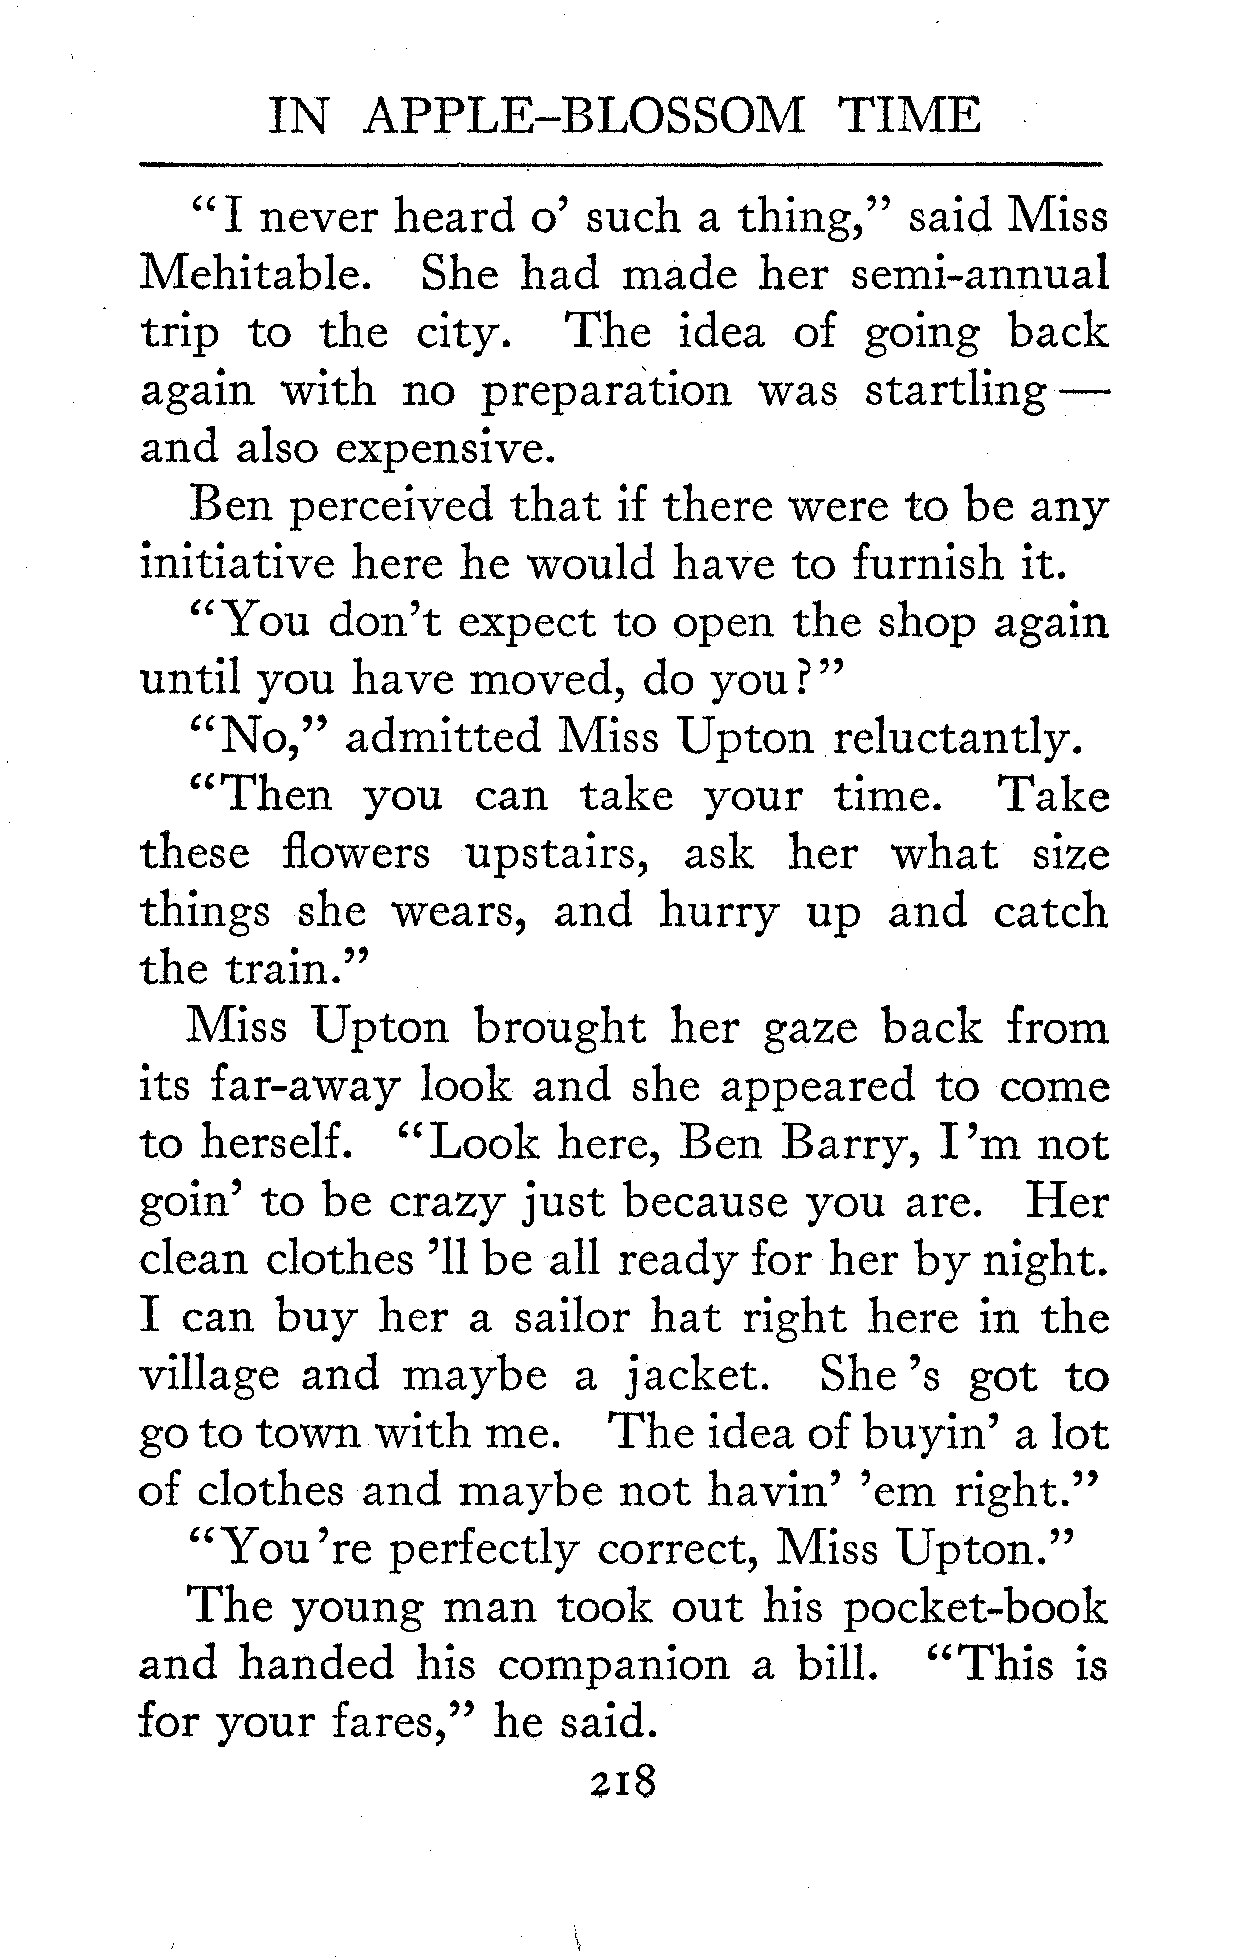 IN APPLE-BLOSSOM TIME
“I never heard o’ such a thing,” said Miss
Mehitable. She had made her semi-annual
trip to the city. The idea of going back
again with no preparation was startling —
and also expensive.
Ben perceived that if there were to be any
initiative here he would have to furnish it.
“You don’t expect to open the shop again
until you have moved, do you?”
“No,” admitted Miss Upton reluctantly.
“Then you can take your time. Take
these flowers upstairs, ask her what size
things she wears, and hurry up and catch
the train.”
Miss Upton brought her gaze back from
its far-away look and she appeared to come
to herself. “Look here, Ben Barry, I’m not
goin’ to be crazy just because you are. Her
clean clothes ’ll be all ready for her by night.
I can buy her a sailor hat right here in the
village and maybe a jacket. She ’s got to
go to town with me. The idea of buyin’ a lot
of clothes and maybe not havin’ ’em right.”
“You’re perfectly correct, Miss Upton.”
The young man took out his pocket-book
and handed his companion a bill. “This is
for your fares,” he said.
218